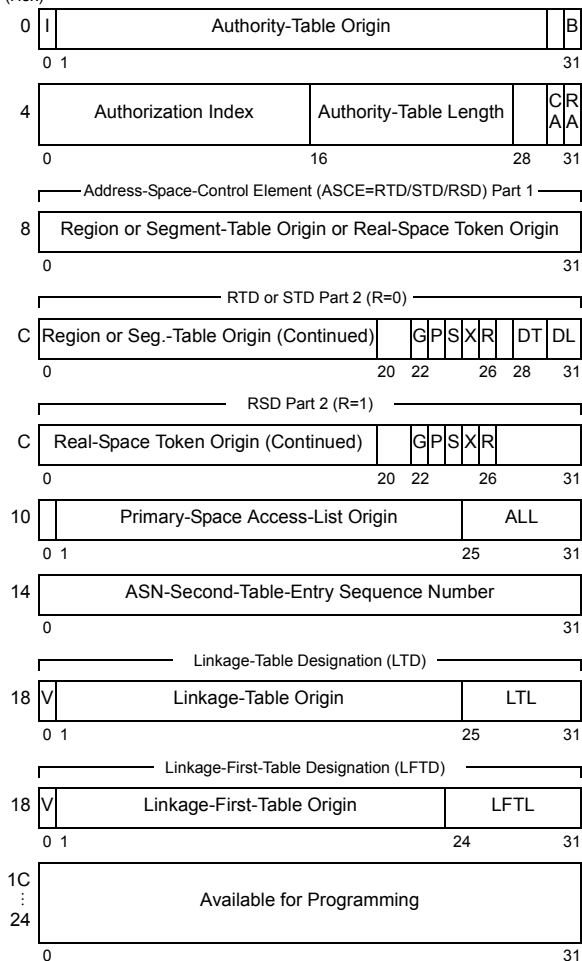 0 I Authority-Table Origin B
0 1 31
4 Authorization Index Authority-Table Length C A R A
0 16 28 31
Address-Space-Control Element (ASCE=RTD/STD/RSD) Part 1
8 Region or Segment-Table Origin or Real-Space Token Origin
0 31
RTD or STD Part 2 (R=0)
C Region or Seg.-Table Origin (Continued) G P S X R DT DL
0 20 22 26 28 31
RSD Part 2 (R=1)
C Real-Space Token Origin (Continued) G P S X R
0 20 22 26 31
10 Primary-Space Access-List Origin ALL
0 1 25 31
14 ASN-Second-Table-Entry Sequence Number
0 31
Linkage-Table Designation (LTD)
18 V Linkage-Table Origin LTL
0 1 25 31
Linkage-First-Table Designation (LFTD)
18 V Linkage-First-Table Origin LFTL
0 1 24 31
1C
⋮ Available for Programming
24
0 31